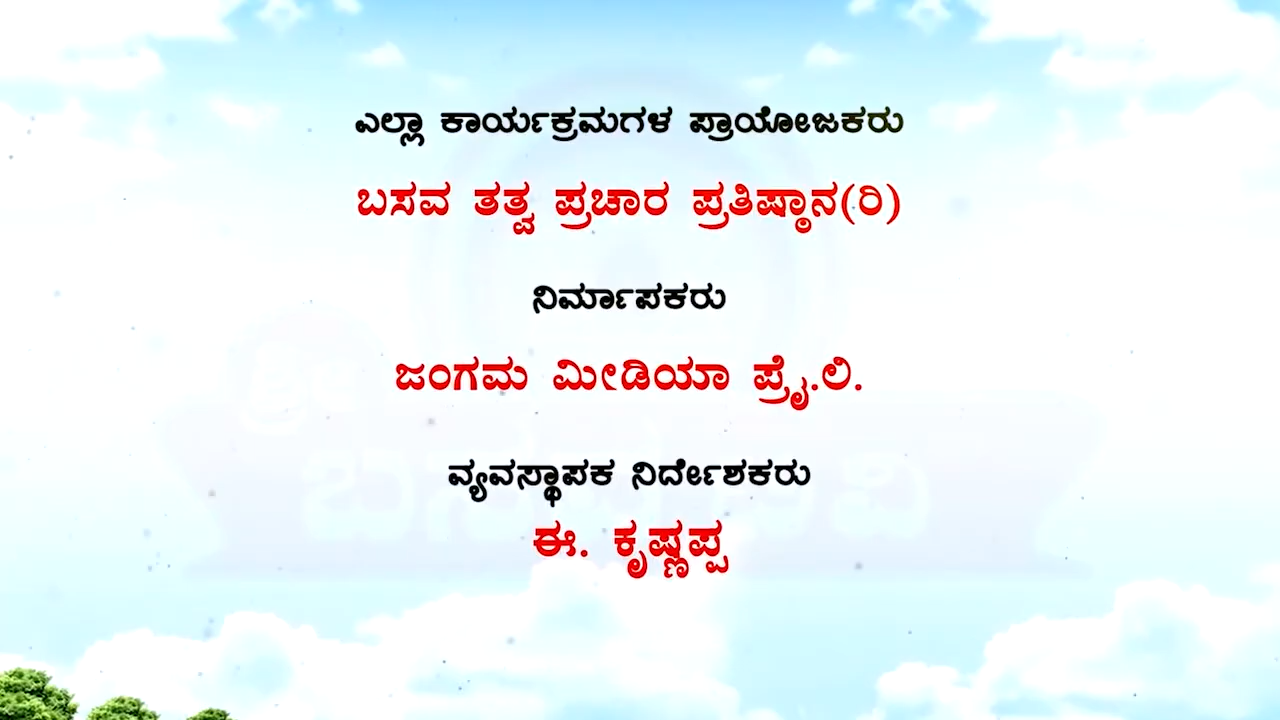 ಎಲ್ಲಾ ಕಾರ್ಯಕ್ರಮಗಳ ಪ್ರಾಯೋಜಕರು
ಬಸವ ತತ್ವ ಪ್ರಚಾರ ಪ್ರತಿಷ್ಠಾನ(ರಿ)
ನಿರ್ಮಾಪಕರು
ಜಂಗಮ ಮೀಡಿಯಾ ಪ್ರೈ.ಲಿ.
ವ್ಯವಸ್ಥಾಪಕ ನಿರ್ದೇಶಕರು
ಈ. ಕೃಷ್ಣಪ್ಪ